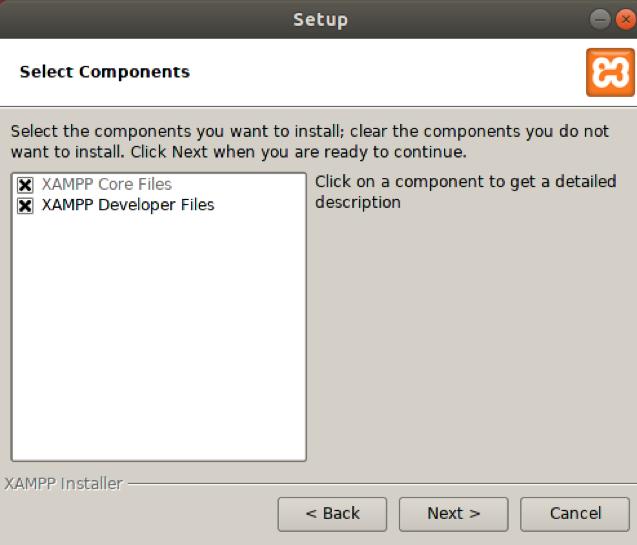 Setup
Select Components
Select the components you want to install; clear the components you do not
want to install. Click Next when you are ready to continue.
XAMPP Core Files
XAMPP Developer Files
Click on a component to get a detailed
description
XAMPP Installer
< Back
Next >
Cancel